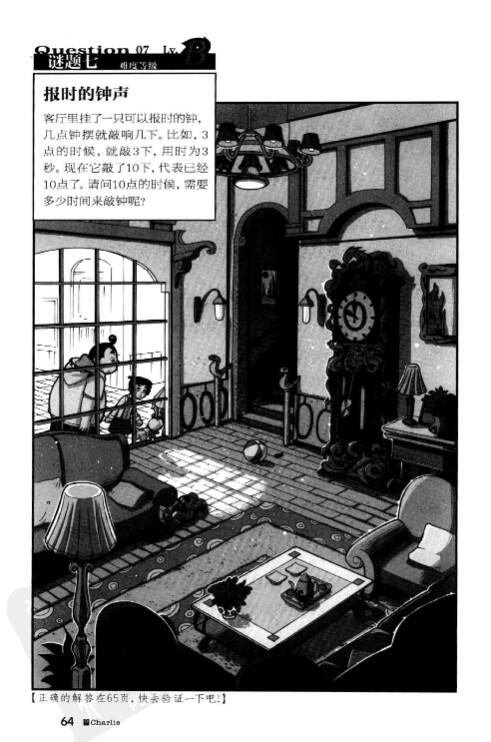 Question 07 Lv. B
谜题七 难度等级
报时的钟声
客厅里挂了一只可以报时的钟,
几点钟摆就敲响几下。比如, 3
点的时候, 就敲3下, 用时为3
秒。现在它敲了10下, 代表已经
10点了。请问10点的时候, 需要
多少时间来敲钟呢?
【正确的解答在65页, 快去验证一下吧!】
64 Charlie